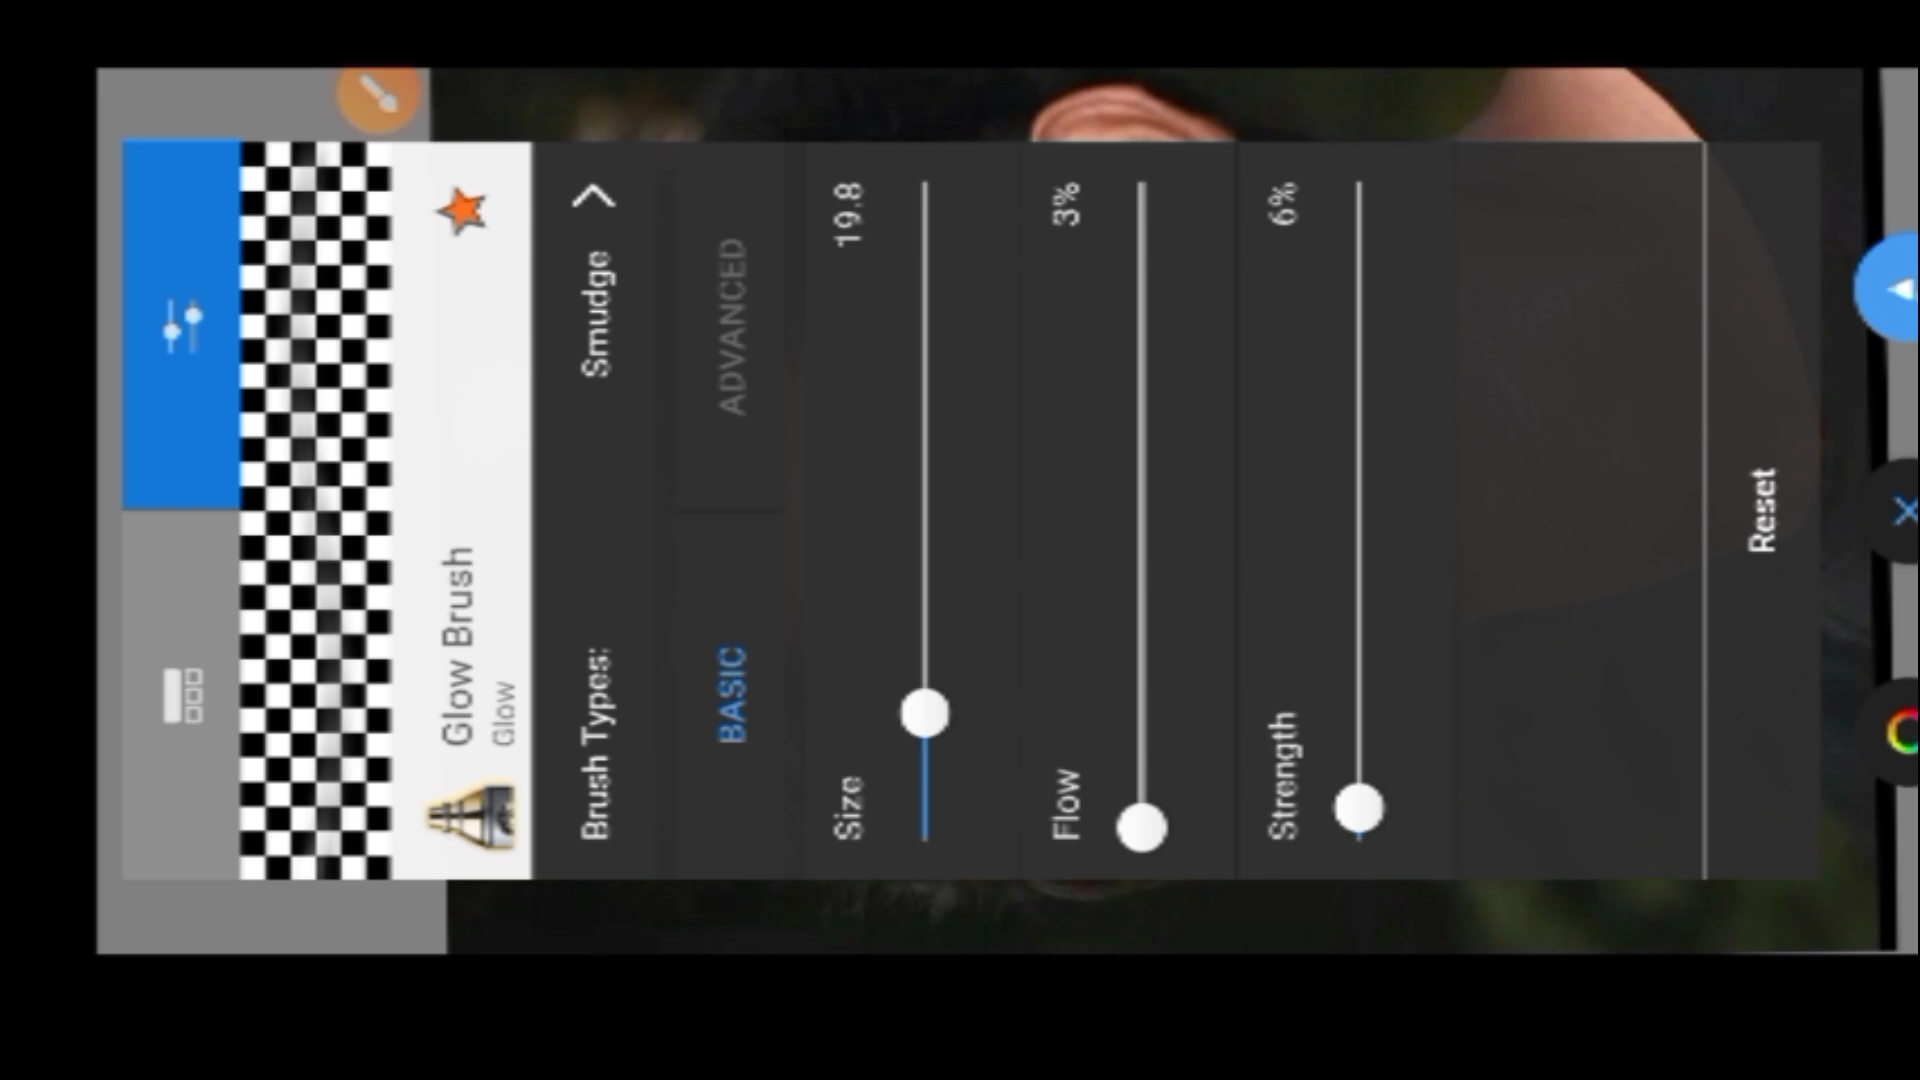 Glow Brush
Glow
Brush Types: Smudge
BASIC ADVANCED
Size 19.8
Flow 3%
Strength 6%
Reset